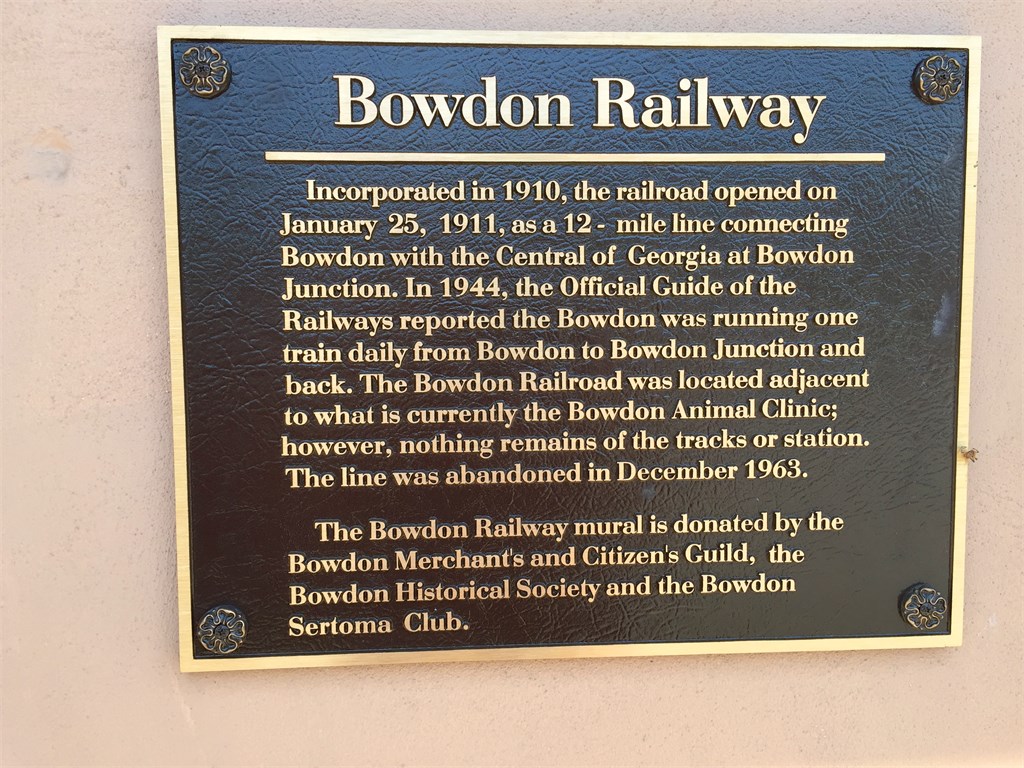 Bowdon Railway
Incorporated in 1910, the railroad opened on
January 25, 1911, as a 12 - mile line connecting
Bowdon with the Central of Georgia at Bowdon
Junction. In 1944, the Official Guide of the
Railways reported the Bowdon was running one
train daily from Bowdon to Bowdon Junction and
back. The Bowdon Railroad was located adjacent
to what is currently the Bowdon Animal Clinic;
however, nothing remains of the tracks or station.
The line was abandoned in December 1963.
The Bowdon Railway mural is donated by the
Bowdon Merchant's and Citizen's Guild, the
Bowdon Historical Society and the Bowdon
Sertoma Club.